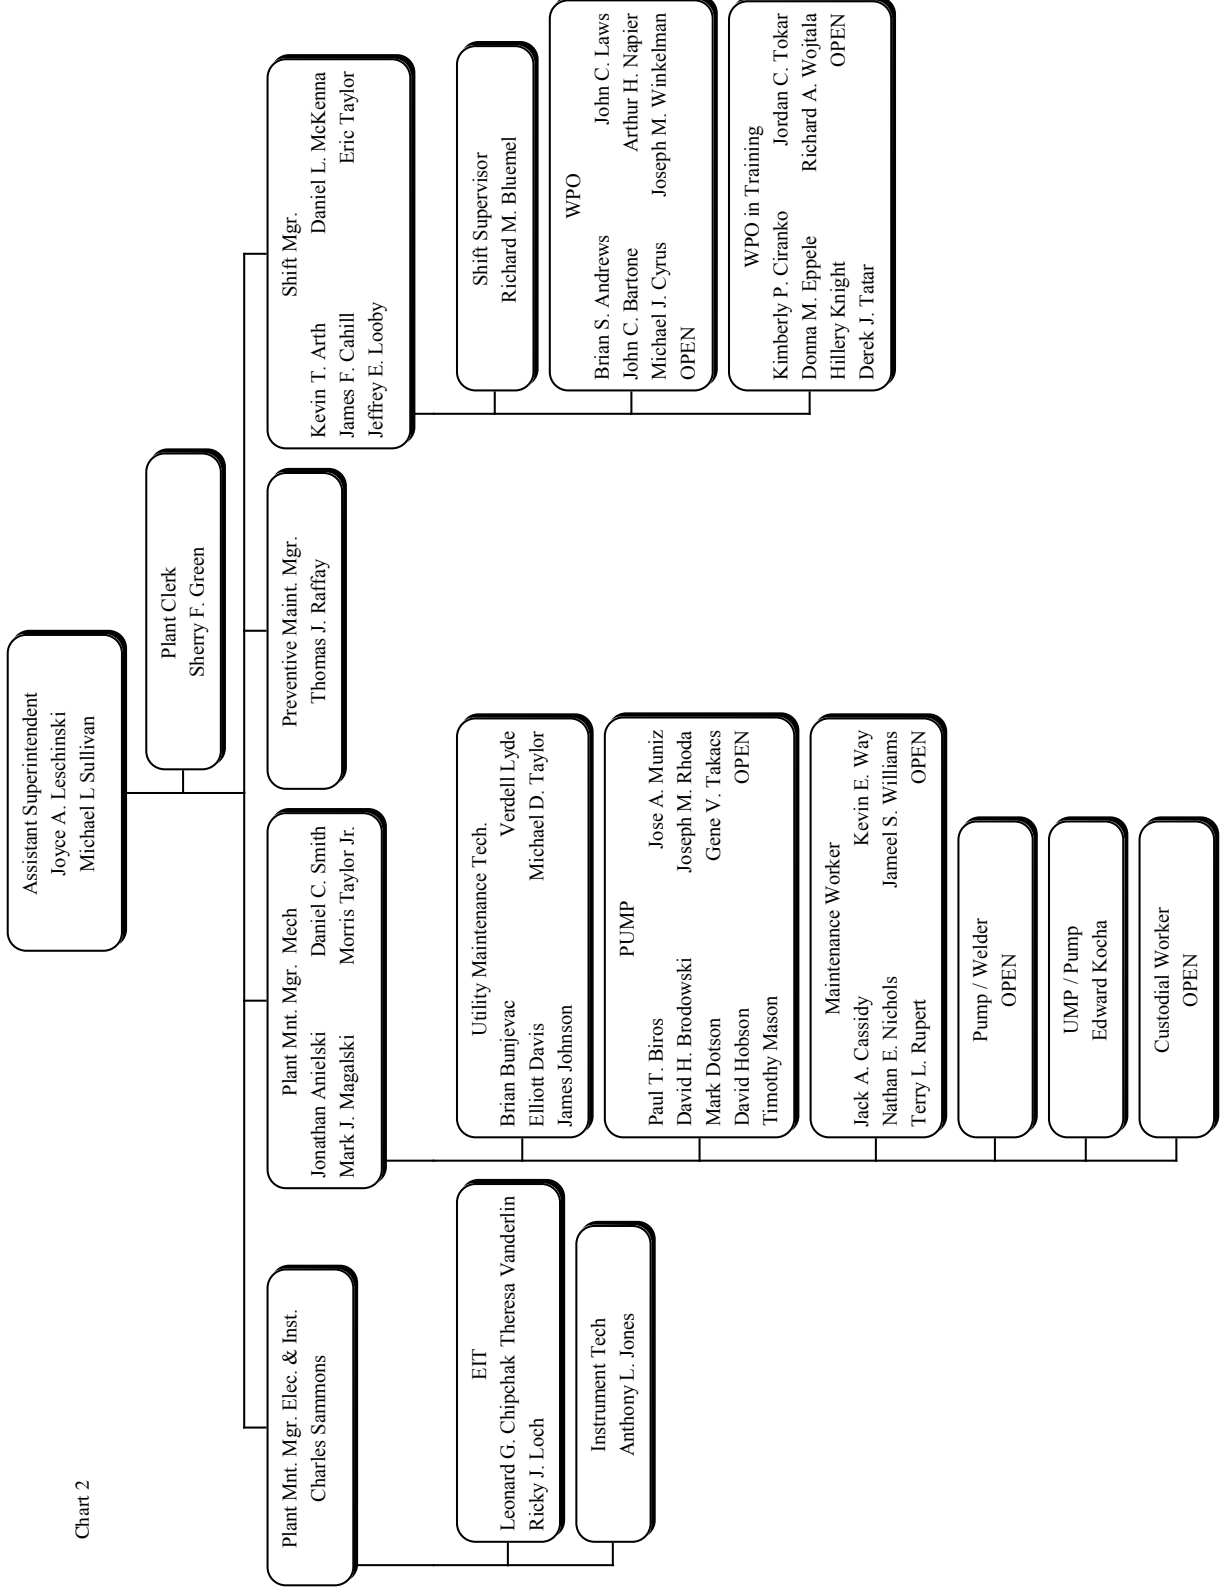 Chart 2
Assistant Superintendent
Joyce A. Leschinski
Michael L Sullivan
Plant Clerk
Sherry F. Green
Plant Mnt. Mgr. Elec. & Inst.
Charles Sammons
EIT
Leonard G. Chipchak Theresa Vanderlin
Ricky J. Loch
Instrument Tech
Anthony L. Jones
Plant Mnt. Mgr. Mech
Jonathan Anielski Daniel C. Smith
Mark J. Magalski Morris Taylor Jr.
Utility Maintenance Tech.
Brian Bunjevac Verdell Lyde
Elliott Davis Michael D. Taylor
James Johnson
PUMP
Paul T. Biros Jose A. Muniz
David H. Brodowski Joseph M. Rhoda
Mark Dotson Gene V. Takacs
David Hobson OPEN
Timothy Mason
Maintenance Worker
Jack A. Cassidy Kevin E. Way
Nathan E. Nichols Jameel S. Williams
Terry L. Rupert OPEN
Pump / Welder
OPEN
UMP / Pump
Edward Kocha
Custodial Worker
OPEN
Preventive Maint. Mgr.
Thomas J. Raffay
Shift Mgr.
Kevin T. Arth Daniel L. McKenna
James F. Cahill Eric Taylor
Jeffrey E. Looby
Shift Supervisor
Richard M. Bluemel
WPO
Brian S. Andrews John C. Laws
John C. Bartone Arthur H. Napier
Michael J. Cyrus Joseph M. Winkelman
OPEN
WPO in Training
Kimberly P. Ciranko Jordan C. Tokar
Donna M. Eppele Richard A. Wojtala
Hillery Knight OPEN
Derek J. Tatar